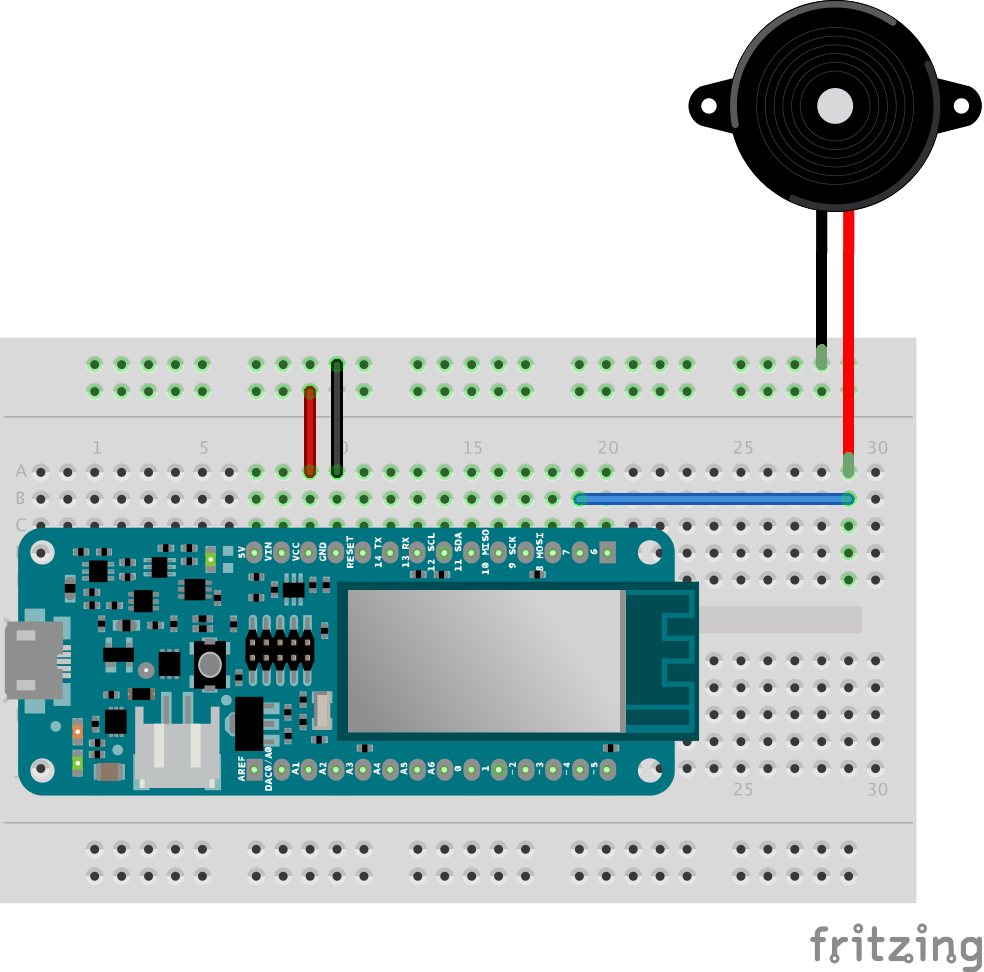 1 5 0 15 20 25 30
A
B
C
5V VIN VCC GND RESET 14 TX 13 RX 12 SCL 11 SDA 10 MISO 9 SCK 8 MOSI 7 6
AREF DAC0/A0 A1 A2 A3 A4 A5 A6 0 1 ~2 ~3 ~4 ~5
25 30
fritzing